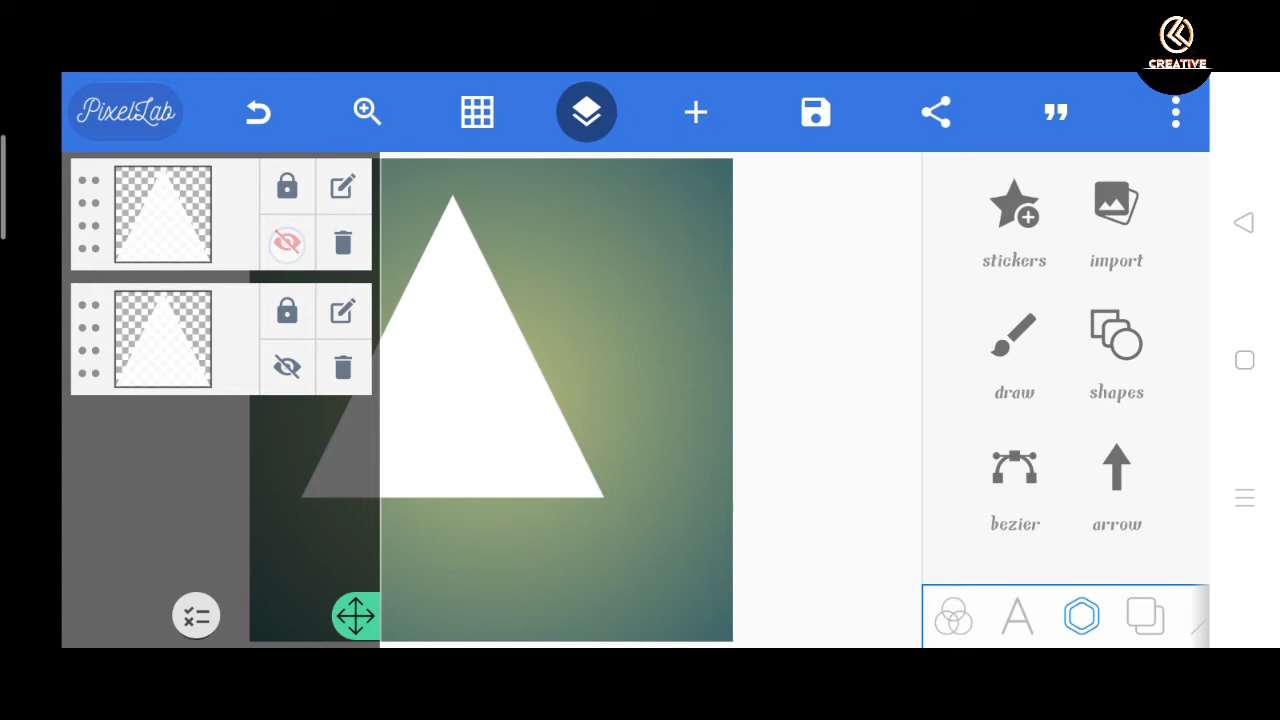 CREATIVE
PixelLab
stickers
import
draw
shapes
bezier
arrow